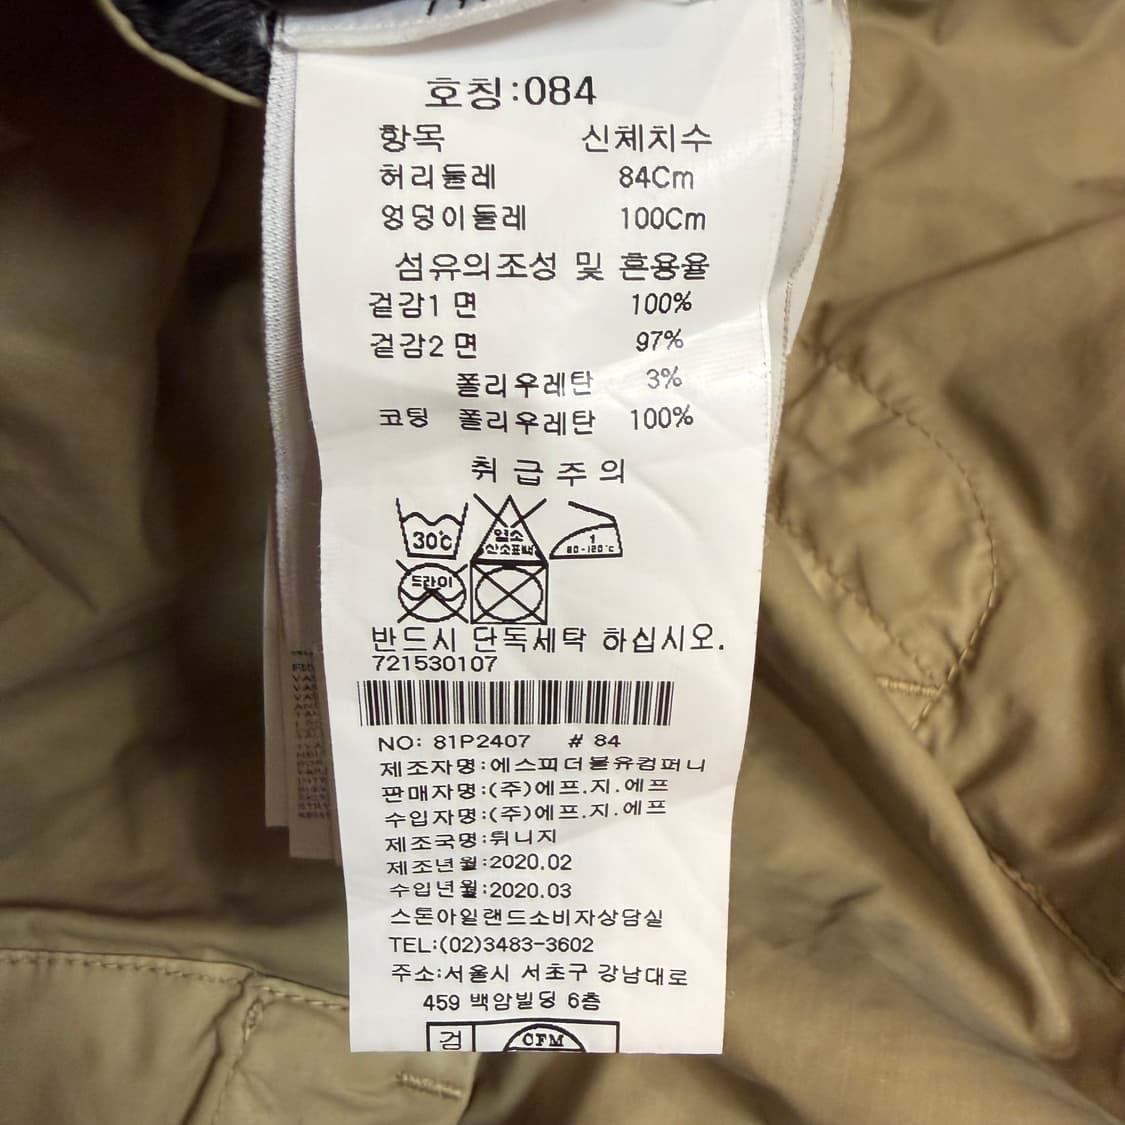 호칭:084
항목 신체치수
허리둘레 84Cm
엉덩이둘레 100Cm
섬유의조성 및 혼용율
겉감1 면 100%
겉감2 면 97%
폴리우레탄 3%
코팅 폴리우레탄 100%
취급주의
30℃ 염소 산소표백 1 80-120℃
드라이
반드시 단독세탁 하십시오.
721530107
NO: 81P2407 # 84
제조자명:에스피더블유컴퍼니
판매자명:(주)에프.지.에프
수입자명:(주)에프.지.에프
제조국명:튀니지
제조년월:2020.02
수입년월:2020.03
스톤아일랜드소비자상담실
TEL:(02)3483-3602
주소:서울시 서초구 강남대로
459 백암빌딩 6층
검 CFM